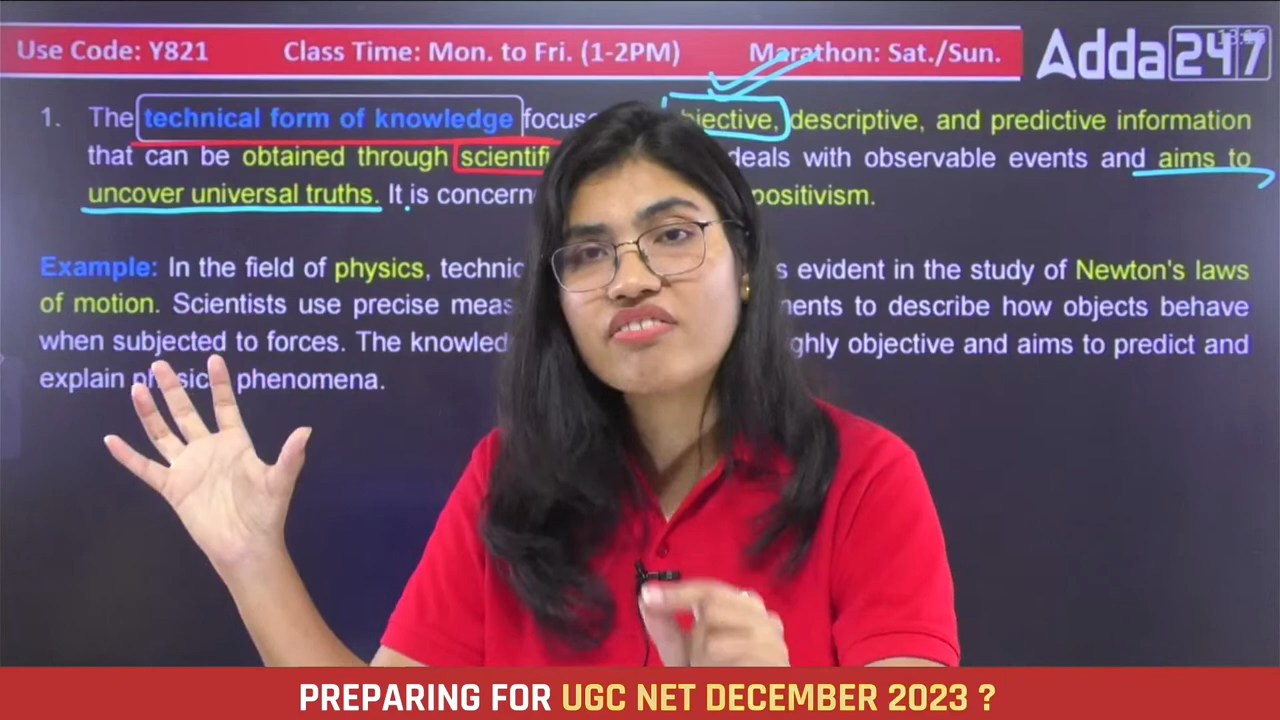 Use Code: Y821 Class Time: Mon. to Fri. (1-2PM) Marathon: Sat./Sun.
Adda247
1. The technical form of knowledge focus bjective, descriptive, and predictive information
that can be obtained through scientifi deals with observable events and aims to
uncover universal truths. It is concern positivism.
Example: In the field of physics, technic s evident in the study of Newton's laws
of motion. Scientists use precise meas ents to describe how objects behave
when subjected to forces. The knowled ghly objective and aims to predict and
explain physical phenomena.
PREPARING FOR UGC NET DECEMBER 2023 ?